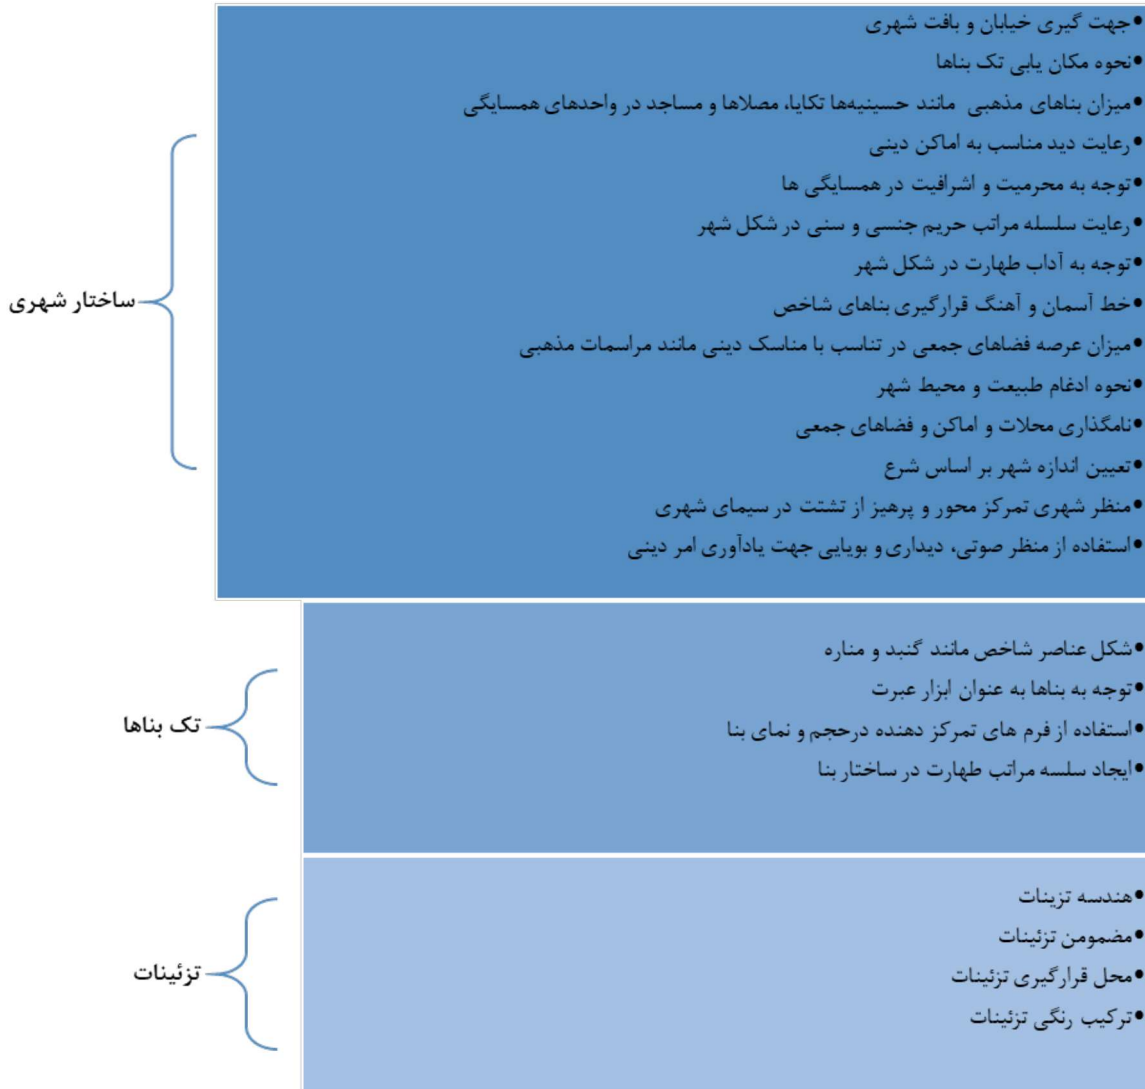 جهت گیری خیابان و بافت شهری
نحوه مکان یابی تک بناها
میزان بناهای مذهبی مانند حسینیه‌ها تکایا، مصلاها و مساجد در واحدهای همسایگی
رعایت دید مناسب به اماکن دینی
توجه به محرمیت و اشرافیت در همسایگی ها
رعایت سلسله مراتب حریم جنسی و سنی در شکل شهر
توجه به آداب طهارت در شکل شهر
خط آسمان و آهنگ قرارگیری بناهای شاخص
میزان عرصه فضاهای جمعی در تناسب با مناسک دینی مانند مراسمات مذهبی
نحوه ادغام طبیعت و محیط شهر
نامگذاری محلات و اماکن و فضاهای جمعی
تعیین اندازه شهر بر اساس شرع
منظر شهری تمرکز محور و پرهیز از تشتت در سیمای شهری
استفاده از منظر صوتی، دیداری و بویایی جهت یادآوری امر دینی
ساختار شهری
شکل عناصر شاخص مانند گنبد و مناره
توجه به بناها به عنوان ابزار عبرت
استفاده از فرم های تمرکز دهنده درحجم و نمای بنا
ایجاد سلسه مراتب طهارت در ساختار بنا
تک بناها
هندسه تزینات
مضمومن تزئینات
محل قرارگیری تزئینات
ترکیب رنگی تزئینات
تزئینات